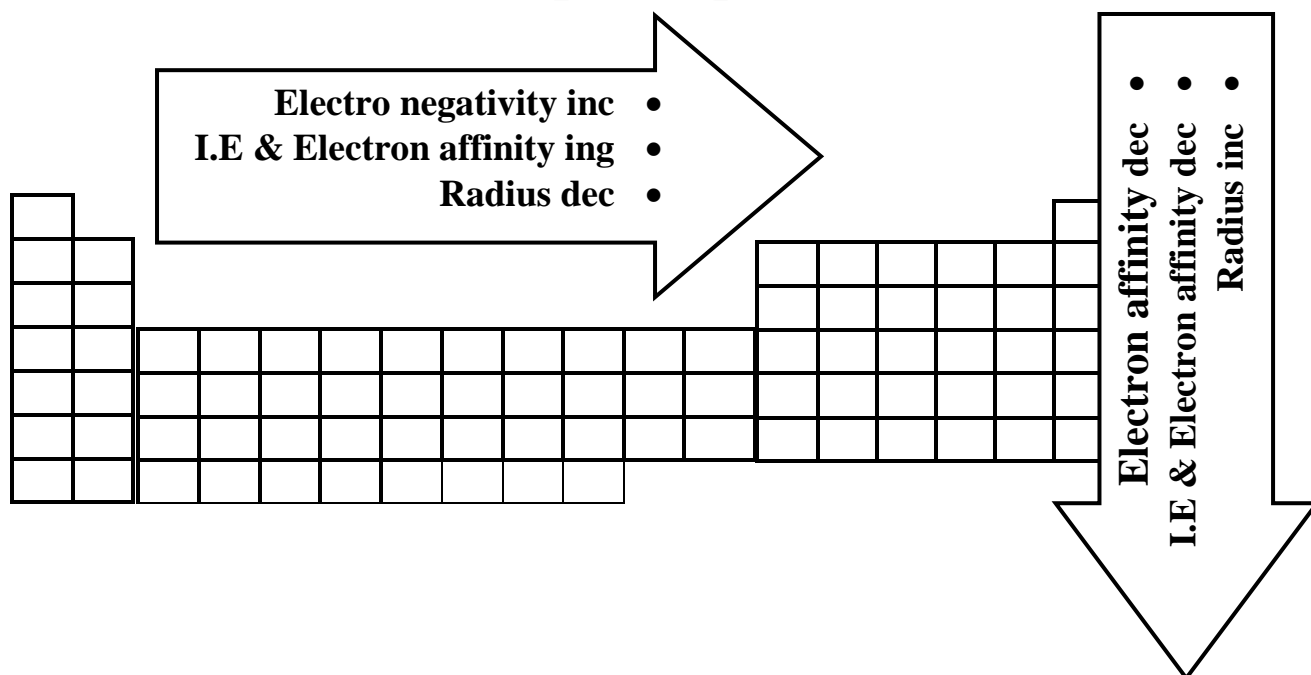 Electro negativity inc •
I.E & Electron affinity ing •
Radius dec •
• Electron affinity dec
• I.E & Electron affinity dec
• Radius inc